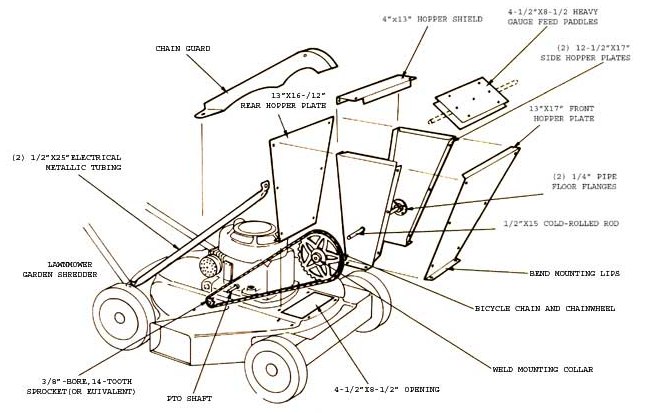 4-1/2"X8-1/2 HEAVY
GAUGE FEED PADDLES
4"x13" HOPPER SHIELD
CHAIN GUARD
(2) 12-1/2"X17"
SIDE HOPPER PLATES
13"X16-/12"
REAR HOPPER PLATE
13"X17" FRONT
HOPPER PLATE
(2) 1/2"X25"ELECTRICAL
METALLIC TUBING
(2) 1/4" PIPE
FLOOR FLANGES
1/2"X15 COLD-ROLLED ROD
LAWNMOWER
GARDEN SHREDDER
BEND MOUNTING LIPS
BICYCLE CHAIN AND CHAINWHEEL
WELD MOUNTING COLLAR
3/8"-BORE,14-TOOTH
SPROCKET(OR EUIVALENT)
PTO SHAFT
4-1/2"X8-1/2" OPENING